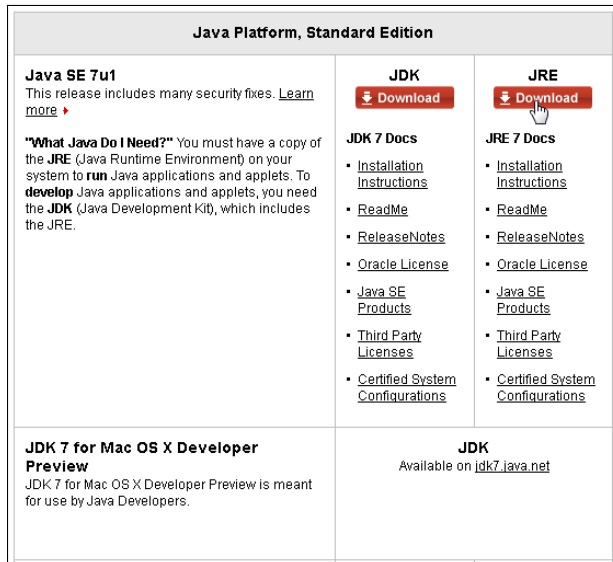 Java Platform, Standard Edition
Java SE 7u1
This release includes many security fixes. Learn
more
"What Java Do I Need?" You must have a copy of
the JRE (Java Runtime Environment) on your
system to run Java applications and applets. To
develop Java applications and applets, you need
the JDK (Java Development Kit), which includes
the JRE.
JDK
Download
JDK 7 Docs
Installation
Instructions
ReadMe
ReleaseNotes
Oracle License
Java SE
Products
Third Party
Licenses
Certified System
Configurations
JRE
Download
JRE 7 Docs
Installation
Instructions
ReadMe
ReleaseNotes
Oracle License
Java SE
Products
Third Party
Licenses
Certified System
Configurations
JDK 7 for Mac OS X Developer
Preview
JDK 7 for Mac OS X Developer Preview is meant
for use by Java Developers.
JDK
Available on jdk7.java.net